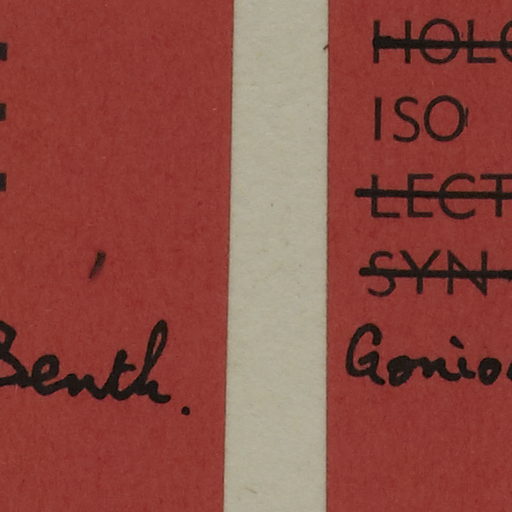 Benth.
HOLO
ISO
LECT
SYN
Gonio